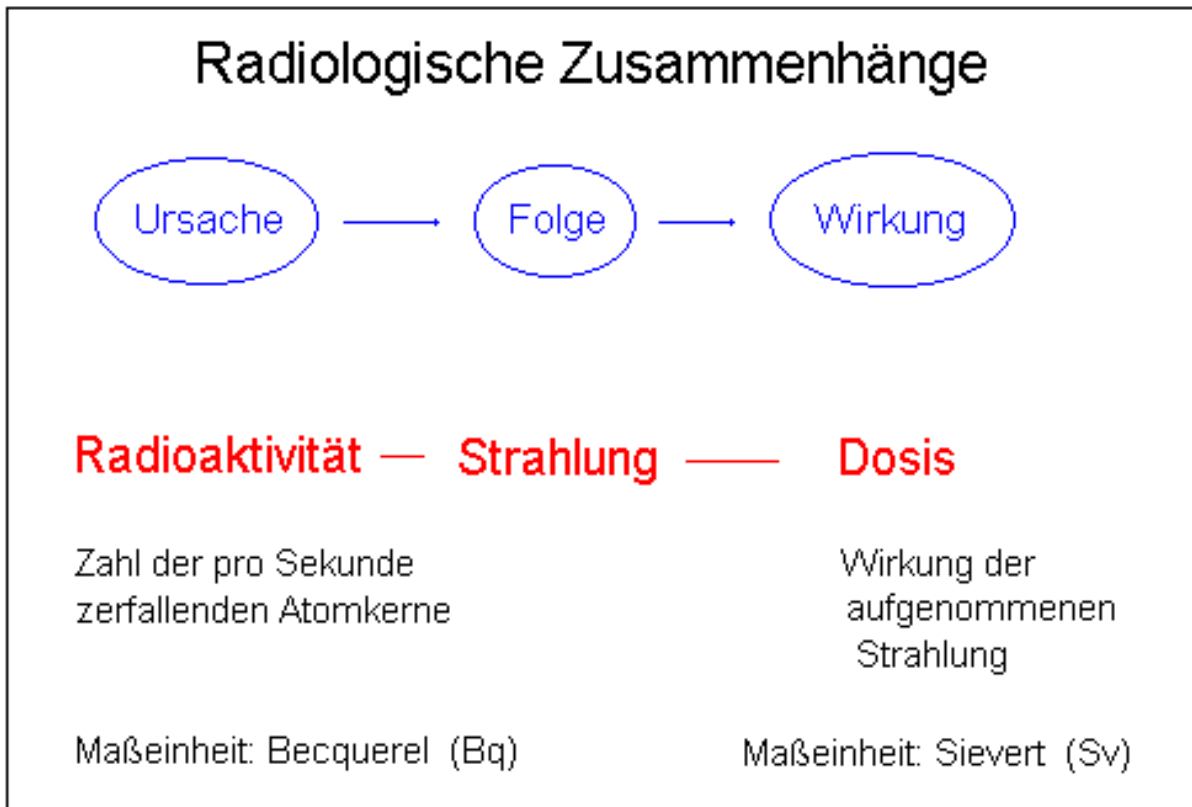 Radiologische Zusammenhänge
Ursache Folge Wirkung
Radioaktivität — Strahlung — Dosis
Zahl der pro Sekunde
zerfallenden Atomkerne
Wirkung der
aufgenommenen
Strahlung
Maßeinheit: Becquerel (Bq)
Maßeinheit: Sievert (Sv)